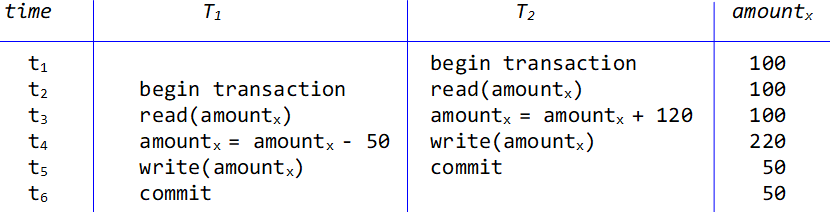 time T₁ T₂ amountₓ
t₁ begin transaction 100
t₂ begin transaction read(amountₓ) 100
t₃ read(amountₓ) amountₓ = amountₓ + 120 100
t₄ amountₓ = amountₓ - 50 write(amountₓ) 220
t₅ write(amountₓ) commit 50
t₆ commit 50